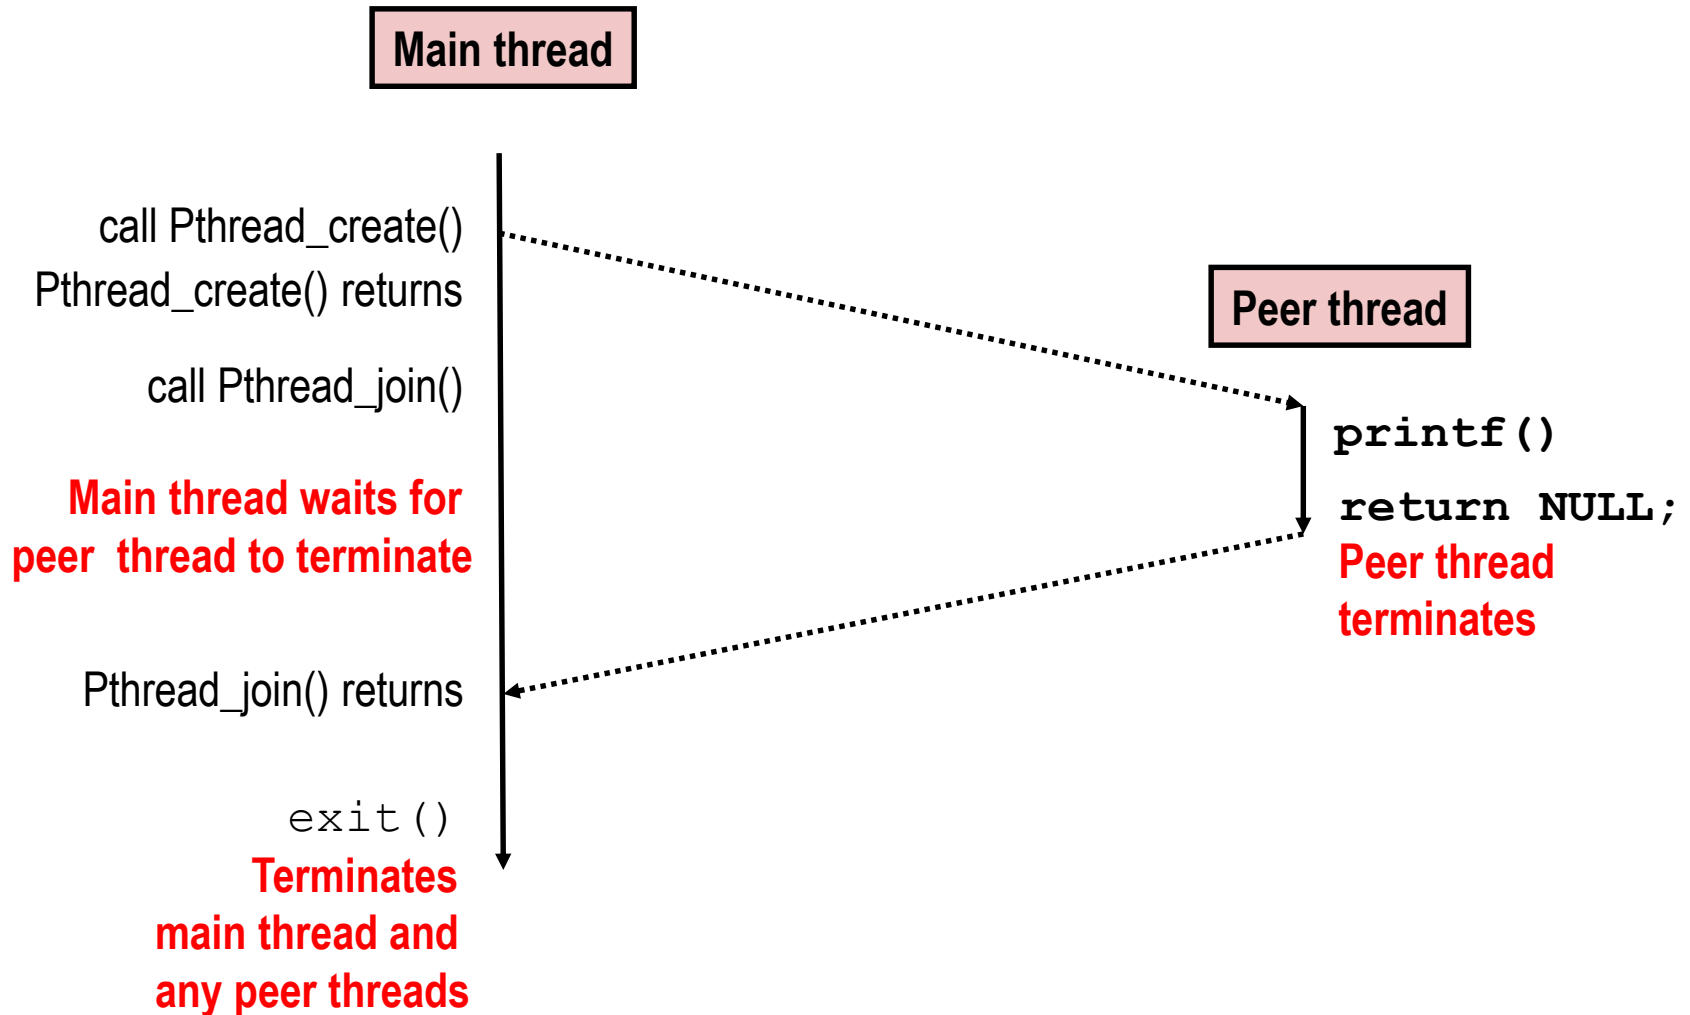 Main thread
call Pthread_create()
Pthread_create() returns
Peer thread
call Pthread_join()
printf()
Main thread waits for
peer thread to terminate
return NULL;
Peer thread
terminates
Pthread_join() returns
exit()
Terminates
main thread and
any peer threads